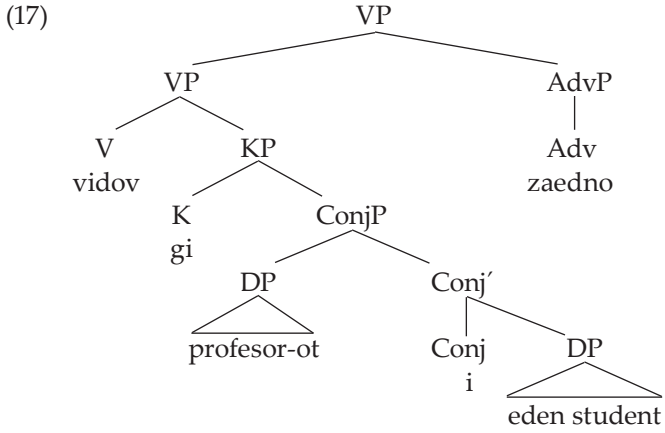 (17) VP
VP AdvP
V KP Adv
vidov zaedno
K ConjP
gi
DP Conj′
profesor-ot Conj DP
i
eden student